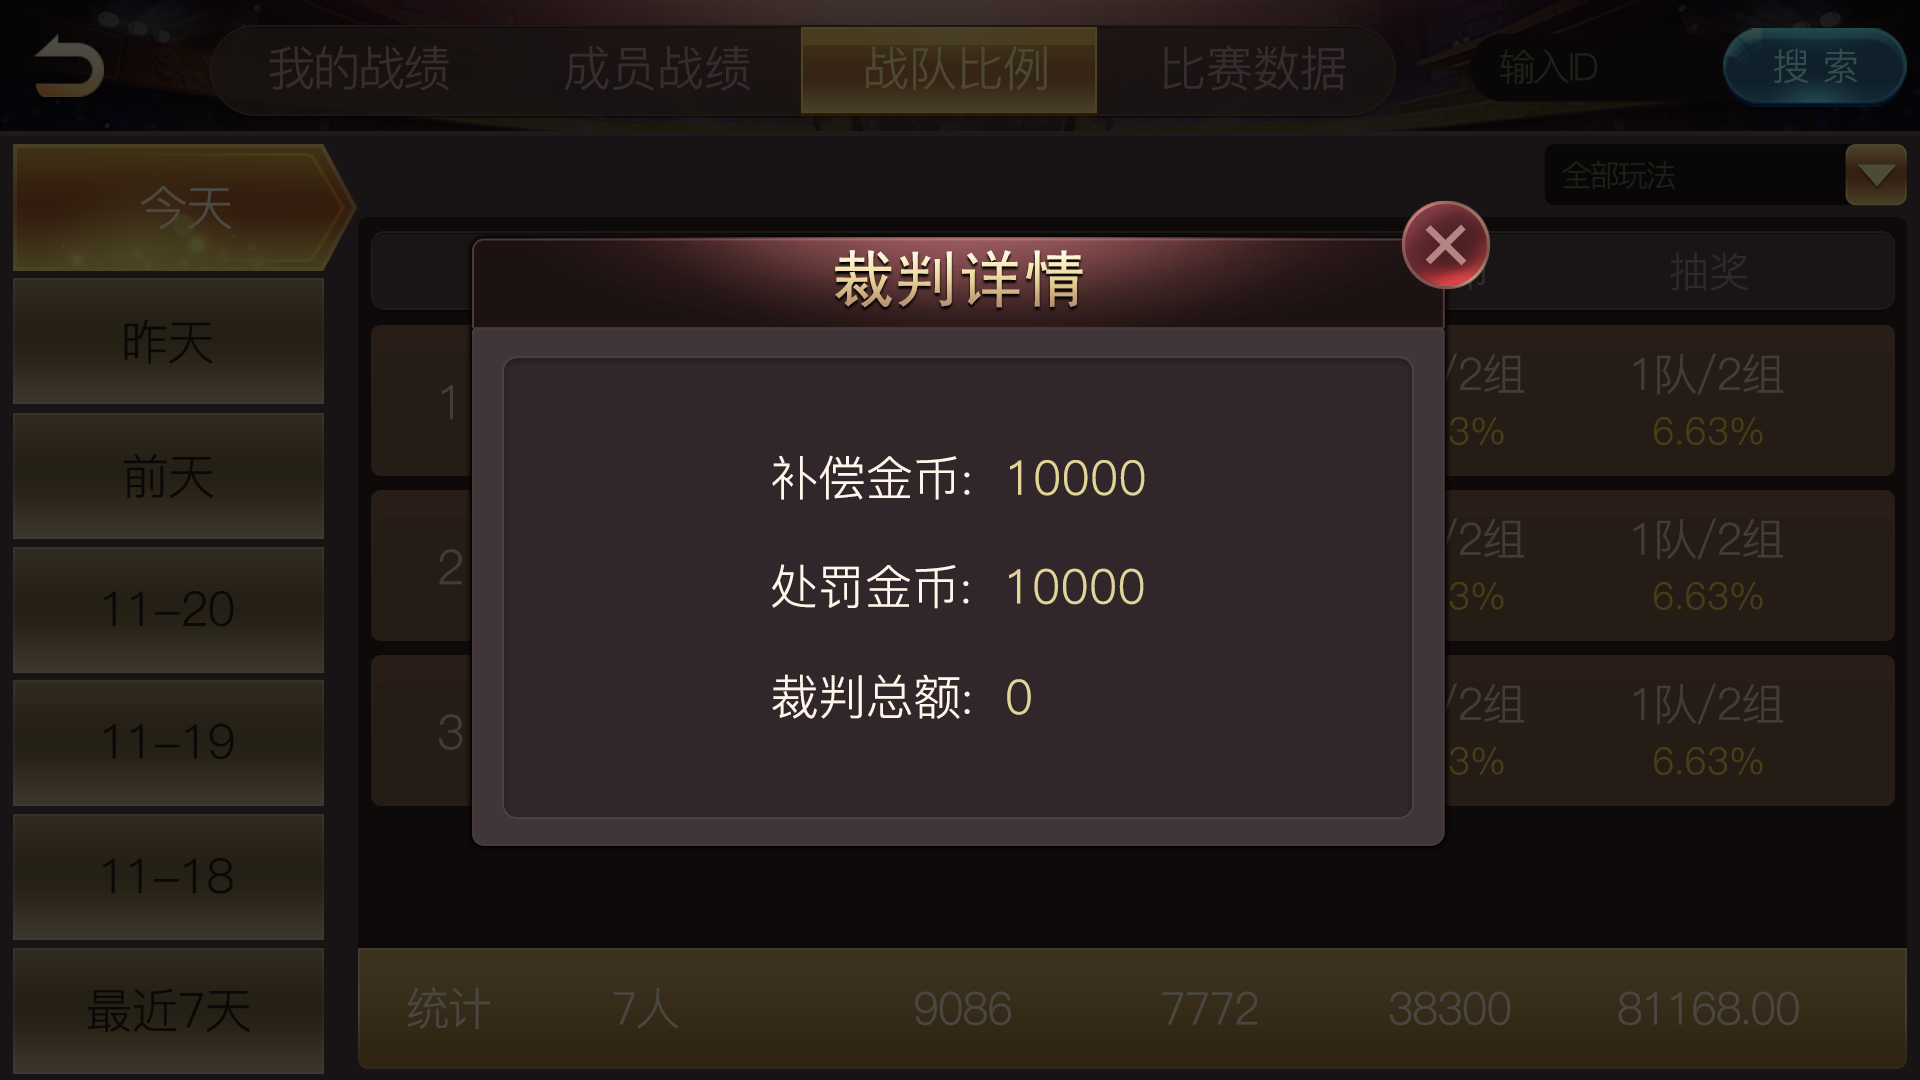 我的战绩
成员战绩
战队比例
比赛数据
输入ID
搜索
今天
昨天
前天
11-20
11-19
11-18
最近7天
全部玩法
抽奖
裁判详情
补偿金币: 10000
处罚金币: 10000
裁判总额: 0
1 /2组 1队/2组
3% 6.63%
2 /2组 1队/2组
3% 6.63%
3 /2组 1队/2组
3% 6.63%
统计 7人 9086 7772 38300 81168.00